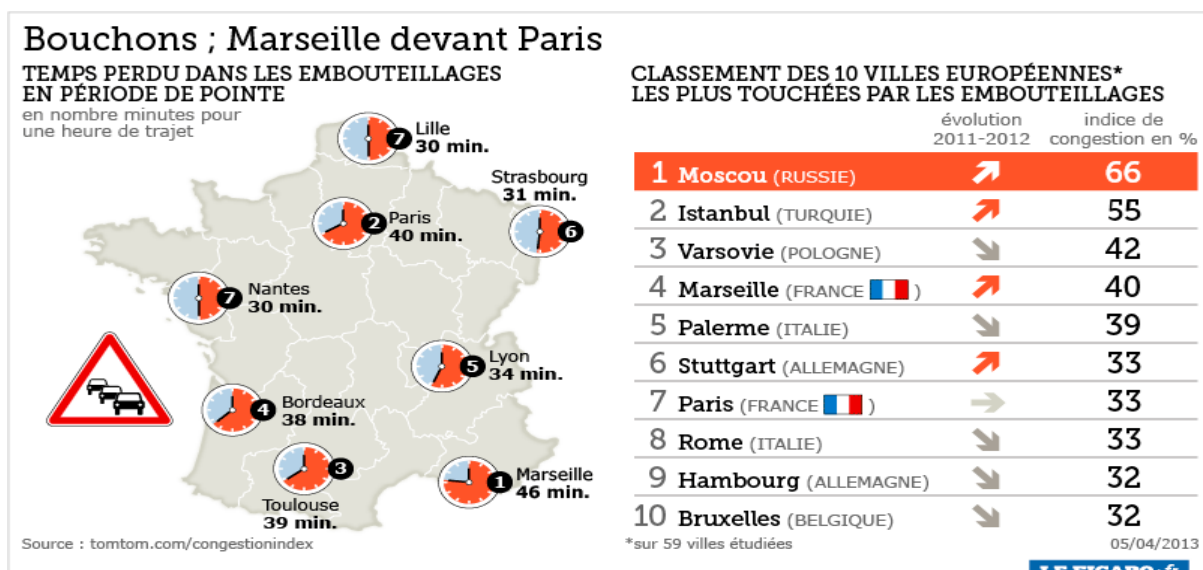 Bouchons ; Marseille devant Paris
TEMPS PERDU DANS LES EMBOUTEILLAGES
EN PÉRIODE DE POINTE
en nombre minutes pour
une heure de trajet
7 Lille
30 min.
Strasbourg
31 min.
6
2 Paris
40 min.
7 Nantes
30 min.
5 Lyon
34 min.
4 Bordeaux
38 min.
3
Toulouse
39 min.
1 Marseille
46 min.
Source : tomtom.com/congestionindex
CLASSEMENT DES 10 VILLES EUROPÉENNES*
LES PLUS TOUCHÉES PAR LES EMBOUTEILLAGES
évolution
2011-2012
indice de
congestion en %
1 Moscou (RUSSIE) 66
2 Istanbul (TURQUIE) 55
3 Varsovie (POLOGNE) 42
4 Marseille (FRANCE ) 40
5 Palerme (ITALIE) 39
6 Stuttgart (ALLEMAGNE) 33
7 Paris (FRANCE ) 33
8 Rome (ITALIE) 33
9 Hambourg (ALLEMAGNE) 32
10 Bruxelles (BELGIQUE) 32
*sur 59 villes étudiées
05/04/2013
LE FIGARO.fr